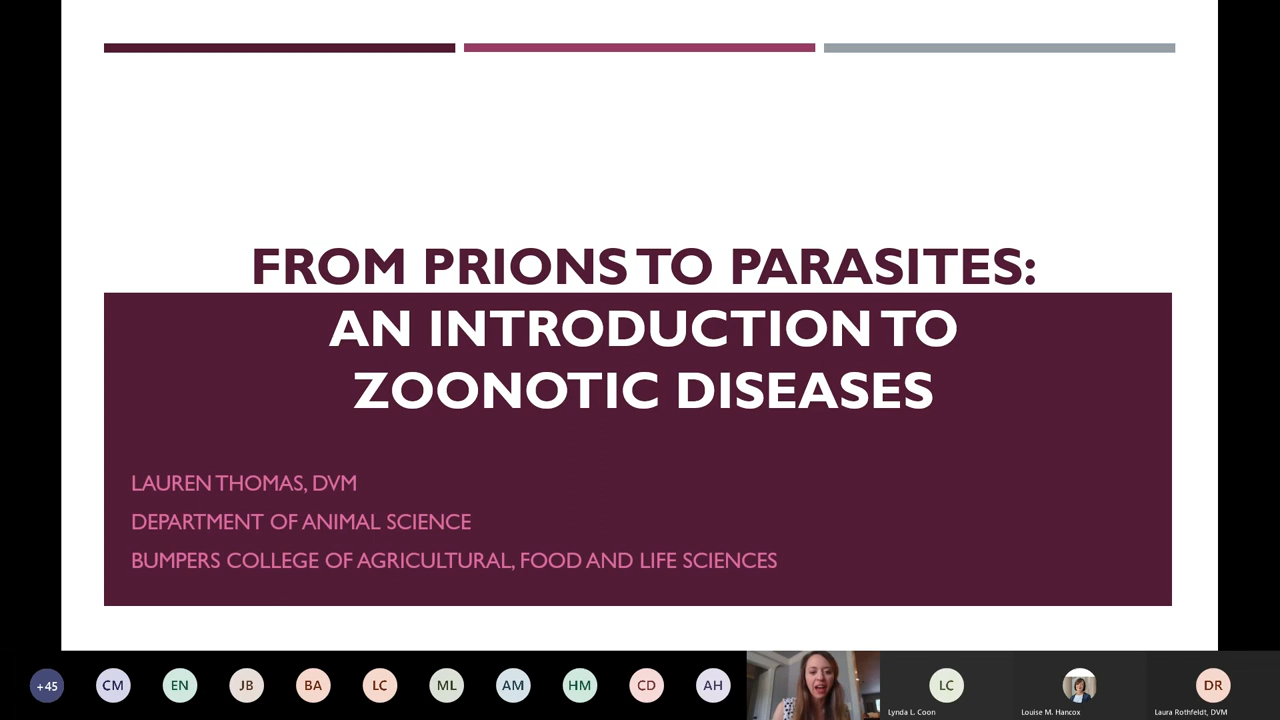 FROM PRIONS TO PARASITES:
AN INTRODUCTION TO
ZOONOTIC DISEASES
LAUREN THOMAS, DVM
DEPARTMENT OF ANIMAL SCIENCE
BUMPERS COLLEGE OF AGRICULTURAL, FOOD AND LIFE SCIENCES
+45
CM
EN
JB
BA
LC
ML
AM
HM
CD
AH
LC
DR
Lynda L. Coon
Louise M. Hancox
Laura Rothfeldt, DVM